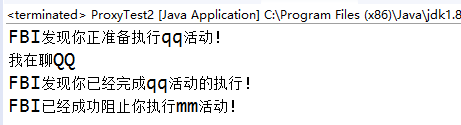 <terminated> ProxyTest2 [Java Application] C:\Program Files (x86)\Java\jdk1.8
FBI发现你正准备执行qq活动!
我在聊QQ
FBI发现你已经完成qq活动的执行!
FBI已经成功阻止你执行mm活动!